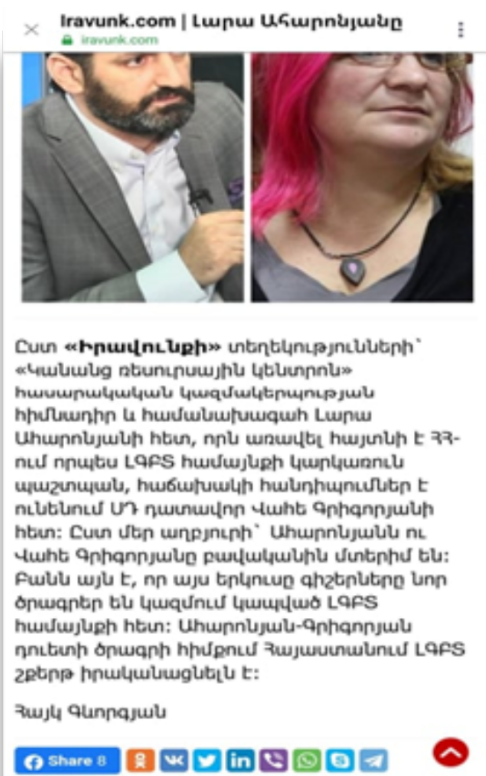 Iravunk.com | Լարա Ահարոնյանը
iravunk.com
Ըստ «Իրավունքի» տեղեկությունների՝
«Կանանց ռեսուրսային կենտրոն»
հասարակական կազմակերպության
հիմնադիր և համանախագահ Լարա
Ահարոնյանի հետ, որն առավել հայտնի է ՀՀ-
ում որպես ԼԳԲՏ համայնքի կարկառուն
պաշտպան, հաճախակի հանդիպումներ է
ունենում ՍԴ դատավոր Վահե Գրիգորյանի
հետ: Ըստ մեր աղբյուրի՝ Ահարոնյանն ու
Վահե Գրիգորյանը բավականին մտերիմ են:
Բանն այն է, որ այս երկուսը գիշերները նոր
ծրագրեր են կազմում կապված ԼԳԲՏ
համայնքի հետ: Ահարոնյան-Գրիգորյան
դուետի ծրագրի հիմքում Հայաստանում ԼԳԲՏ
շքերթ իրականացնելն է:
Հայկ Գևորգյան
Share 8